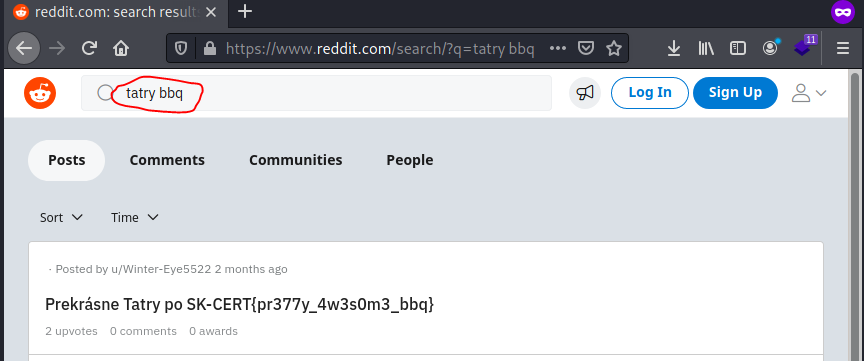 reddit.com: search results
https://www.reddit.com/search/?q=tatry bbq
11
tatry bbq
Log In
Sign Up
Posts
Comments
Communities
People
Sort
Time
· Posted by u/Winter-Eye5522 2 months ago
Prekrásne Tatry po SK-CERT{pr377y_4w3s0m3_bbq}
2 upvotes 0 comments 0 awards